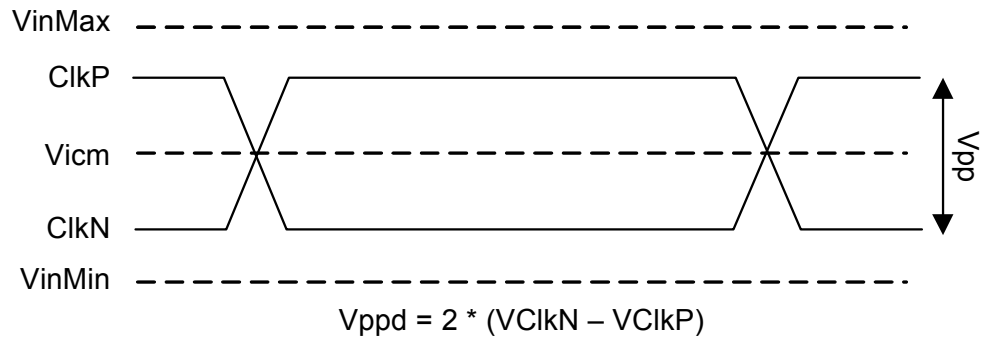 VinMax
ClkP
Vicm
Vpp
ClkN
VinMin
Vppd = 2 * (VClkN – VClkP)